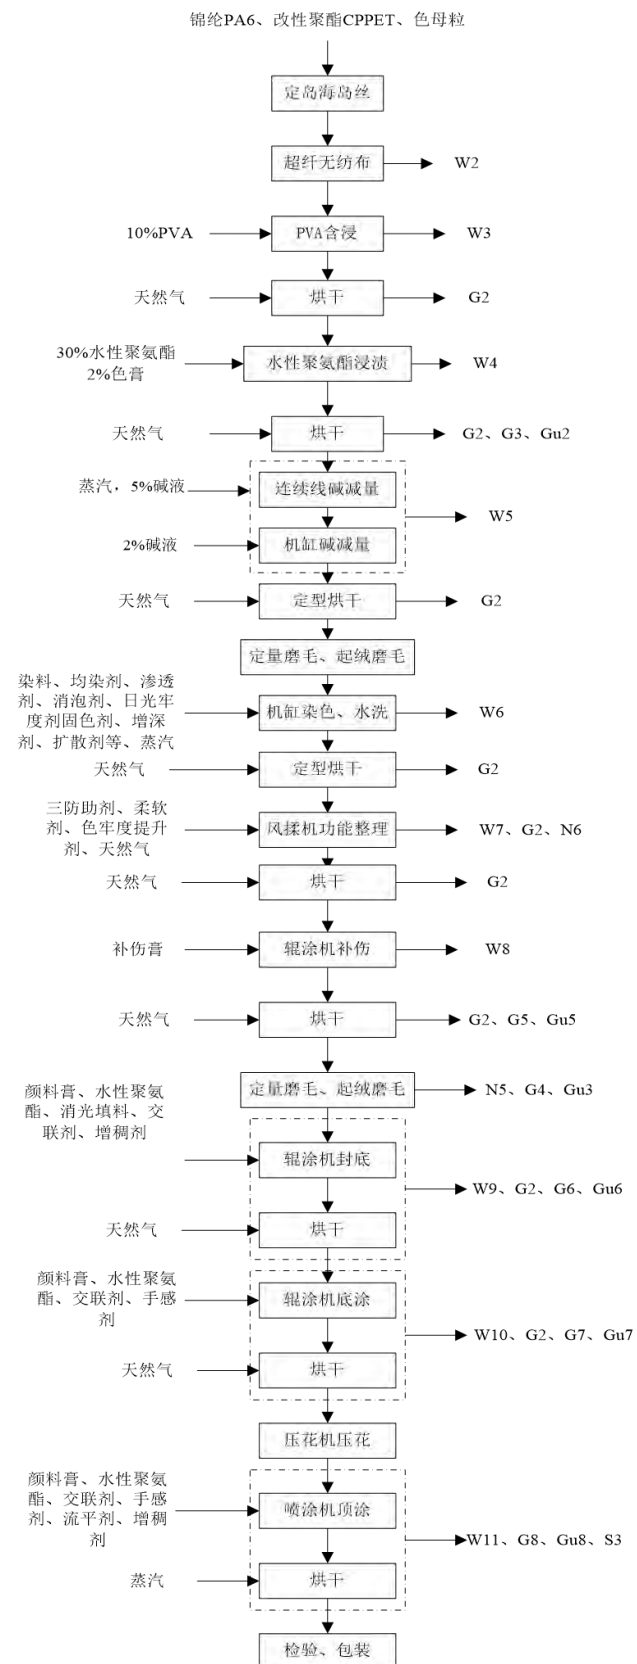 锦纶PA6、改性聚酯CPPET、色母粒
定岛海岛丝
超纤无纺布
W2
10%PVA
PVA含浸
W3
天然气
烘干
G2
30%水性聚氨酯
2%色膏
水性聚氨酯浸渍
W4
天然气
烘干
G2、G3、Gu2
蒸汽，5%碱液
连续线碱减量
W5
2%碱液
机缸碱减量
天然气
定型烘干
G2
定量磨毛、起绒磨毛
染料、均染剂、渗透
剂、消泡剂、日光牢
度剂固色剂、增深
剂、扩散剂等、蒸汽
机缸染色、水洗
W6
天然气
定型烘干
G2
三防助剂、柔软
剂、色牢度提升
剂、天然气
风揉机功能整理
W7、G2、N6
天然气
烘干
G2
补伤膏
辊涂机补伤
W8
天然气
烘干
G2、G5、Gu5
定量磨毛、起绒磨毛
N5、G4、Gu3
颜料膏、水性聚氨
酯、消光填料、交
联剂、增稠剂
辊涂机封底
W9、G2、G6、Gu6
天然气
烘干
颜料膏、水性聚氨
酯、交联剂、手感
剂
辊涂机底涂
W10、G2、G7、Gu7
天然气
烘干
压花机压花
颜料膏、水性聚氨
酯、交联剂、手感
剂、流平剂、增稠
剂
喷涂机顶涂
W11、G8、Gu8、S3
蒸汽
烘干
检验、包装